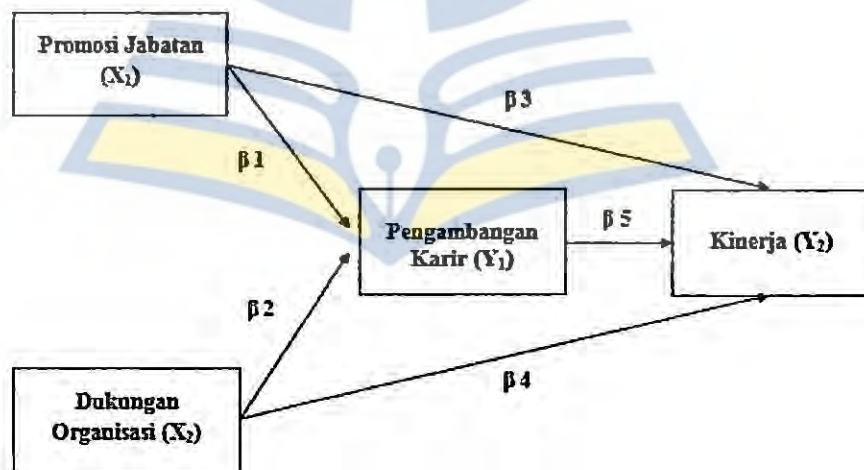 Promosi Jabatan
(X₁)
β 3
β 1
Pengambangan
Karir (Y₁)
β 5
Kinerja (Y₂)
β 2
β 4
Dukungan
Organisasi (X₂)